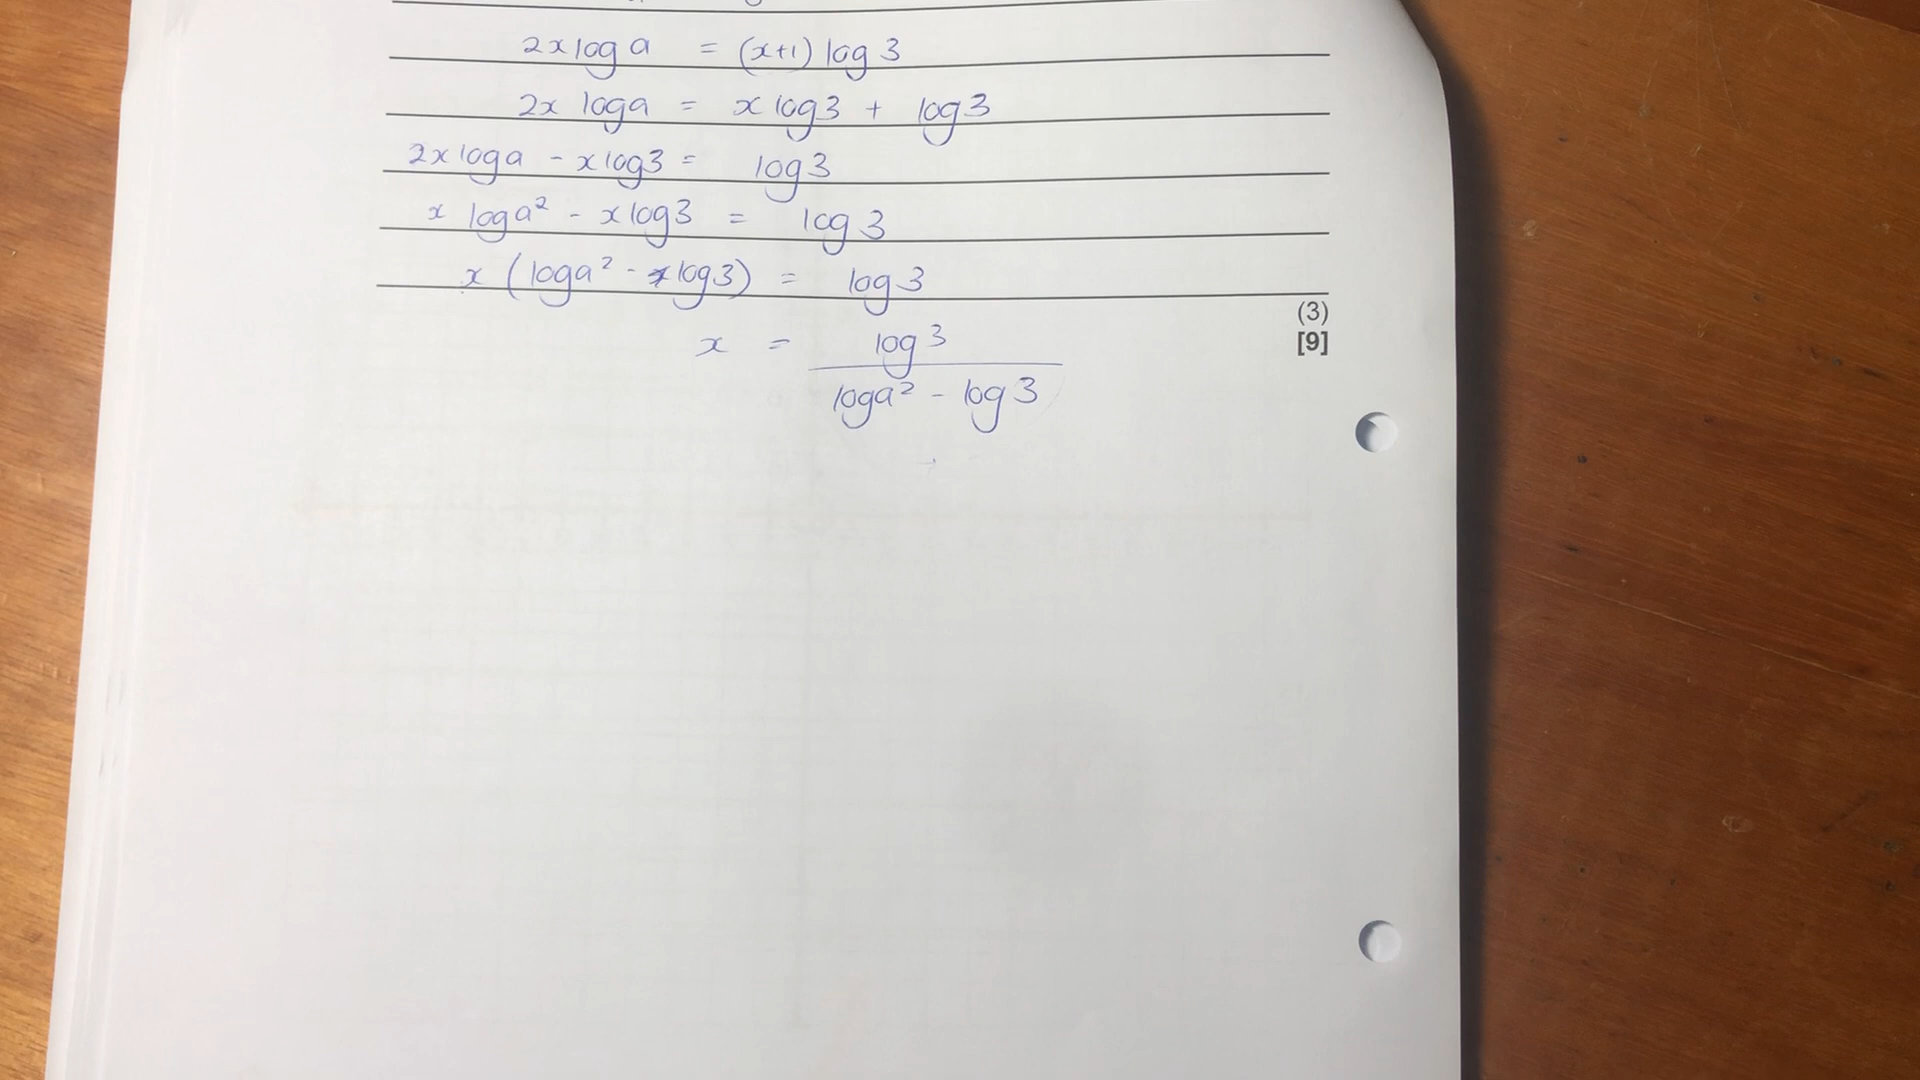 2x log a = (x+1) log 3
2x log a = x log 3 + log 3
2x log a - x log 3 = log 3
x log a² - x log 3 = log 3
x (log a² - log 3) = log 3
(3)
x = log 3
[9]
log a² - log 3